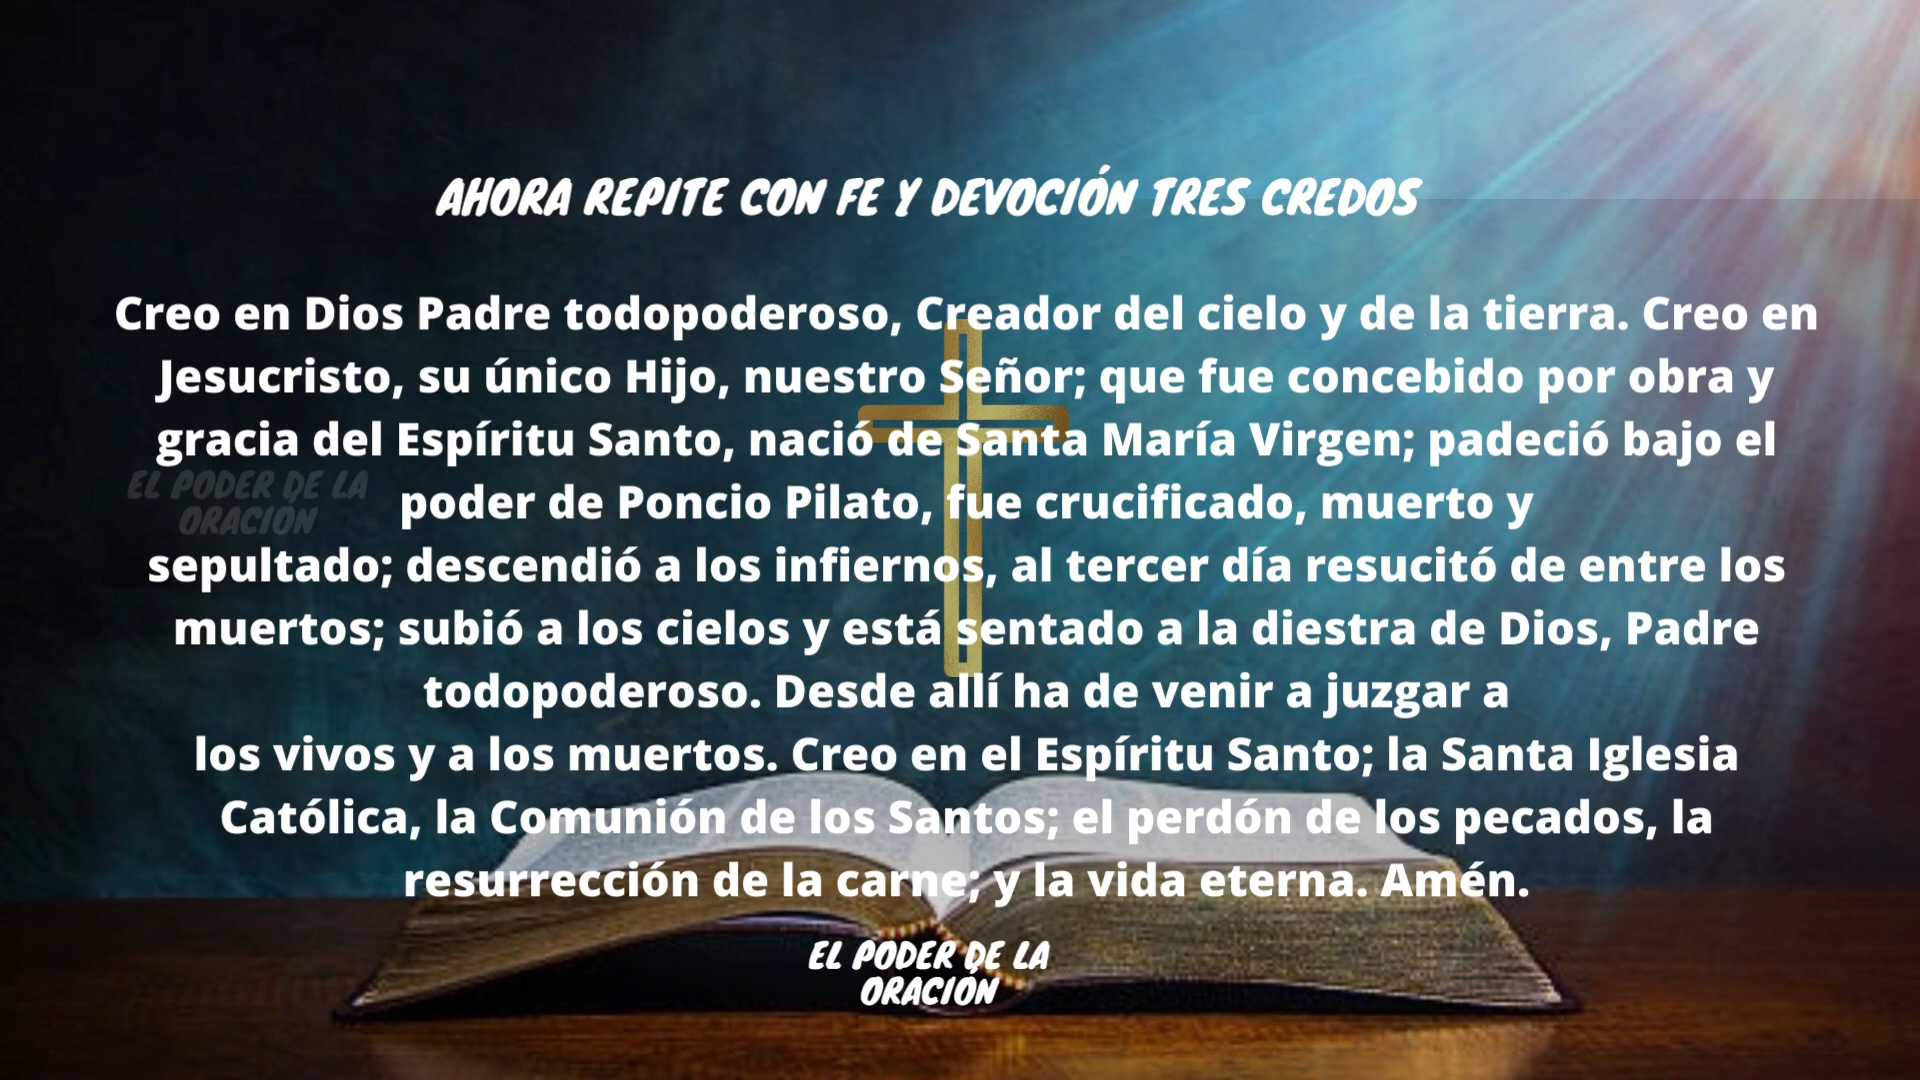 AHORA REPITE CON FE Y DEVOCIÓN TRES CREDOS
Creo en Dios Padre todopoderoso, Creador del cielo y de la tierra. Creo en
Jesucristo, su único Hijo, nuestro Señor; que fue concebido por obra y
gracia del Espíritu Santo, nació de Santa María Virgen; padeció bajo el
EL PODER DE LA
ORACIÓN
poder de Poncio Pilato, fue crucificado, muerto y
sepultado; descendió a los infiernos, al tercer día resucitó de entre los
muertos; subió a los cielos y está sentado a la diestra de Dios, Padre
todopoderoso. Desde allí ha de venir a juzgar a
los vivos y a los muertos. Creo en el Espíritu Santo; la Santa Iglesia
Católica, la Comunión de los Santos; el perdón de los pecados, la
resurrección de la carne; y la vida eterna. Amén.
EL PODER DE LA
ORACIÓN